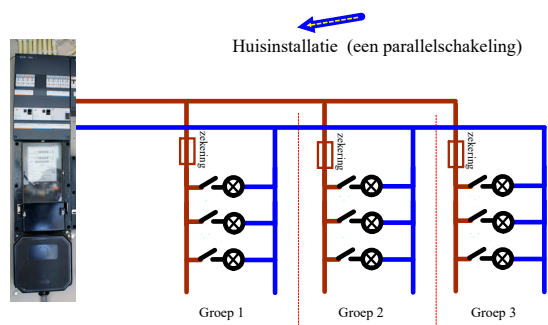 Huisinstallatie (een parallelschakeling)
zekering
zekering
zekering
Groep 1
Groep 2
Groep 3